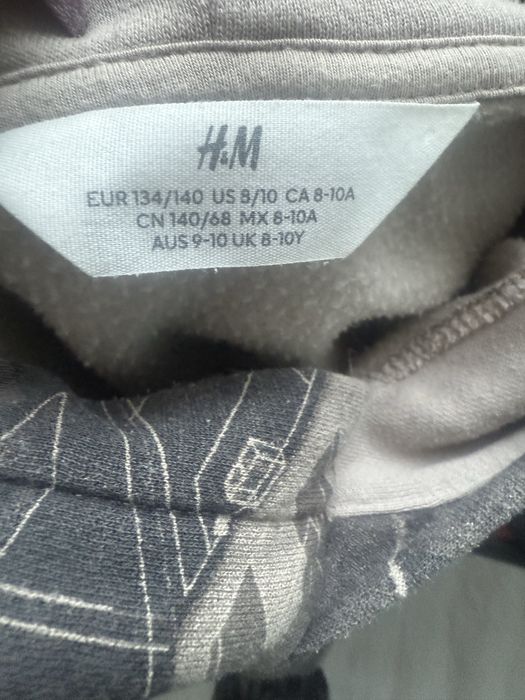 H&M
EUR 134/140 US 8/10 CA 8-10A
CN 140/68 MX 8-10A
AUS 9-10 UK 8-10Y